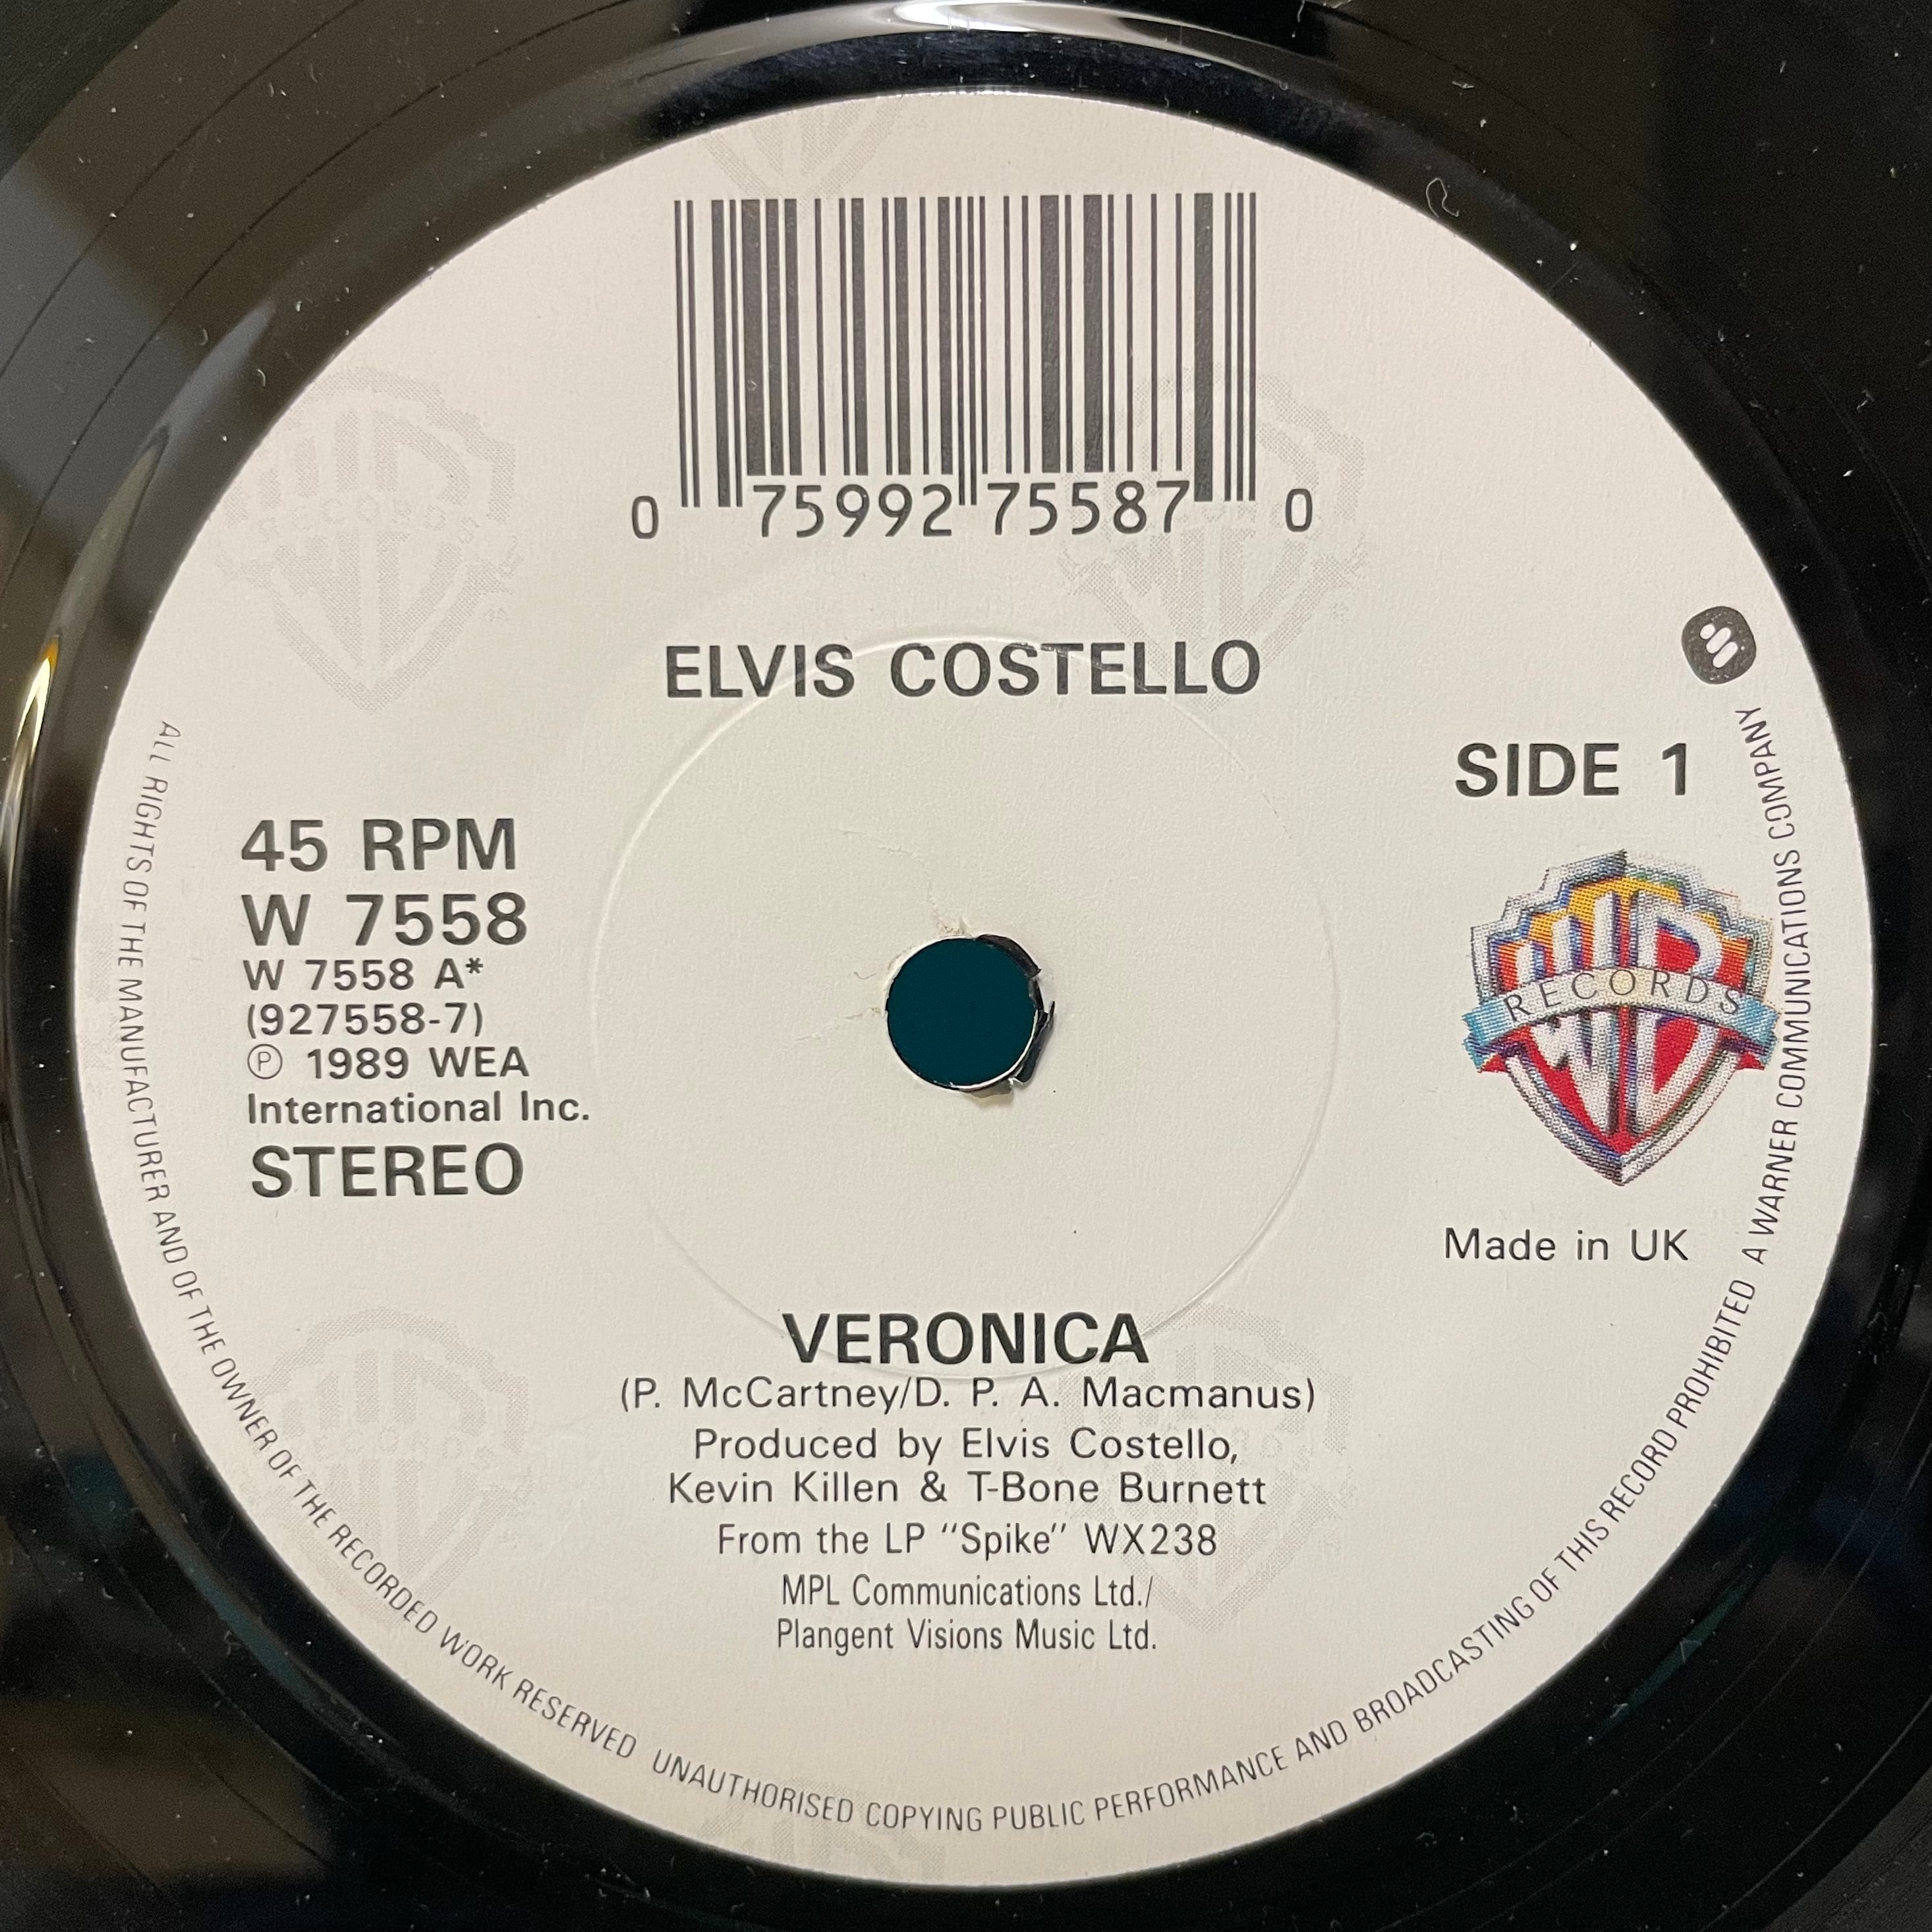 0 75992 75587 0
ELVIS COSTELLO
SIDE 1
45 RPM
W 7558
W 7558 A*
(927558-7)
Ⓟ 1989 WEA
International Inc.
STEREO
RECORDS
Made in UK
VERONICA
(P. McCartney/D. P. A. Macmanus)
Produced by Elvis Costello,
Kevin Killen & T-Bone Burnett
From the LP "Spike" WX238
MPL Communications Ltd./
Plangent Visions Music Ltd.
ALL RIGHTS OF THE MANUFACTURER AND OF THE OWNER OF THE RECORDED WORK RESERVED UNAUTHORISED COPYING PUBLIC PERFORMANCE AND BROADCASTING OF THIS RECORD PROHIBITED A WARNER COMMUNICATIONS COMPANY